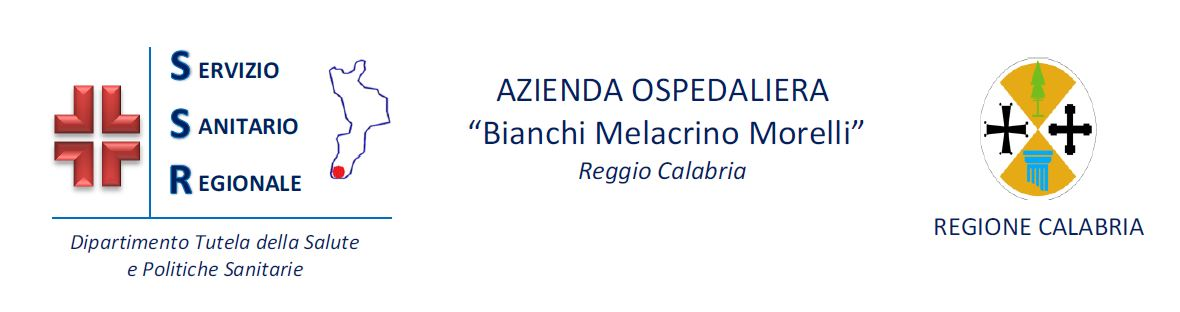 SERVIZIO
SANITARIO
REGIONALE
Dipartimento Tutela della Salute
e Politiche Sanitarie
AZIENDA OSPEDALIERA
“Bianchi Melacrino Morelli”
Reggio Calabria
REGIONE CALABRIA